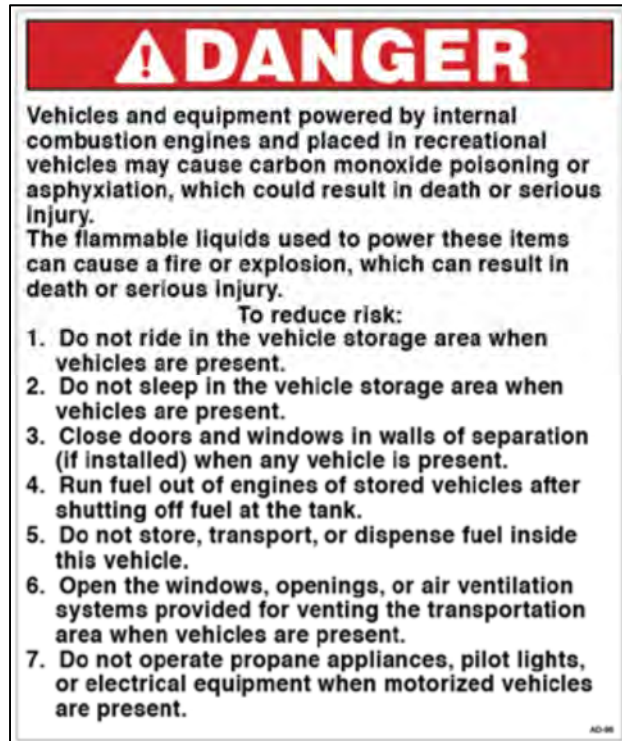 DANGER
Vehicles and equipment powered by internal
combustion engines and placed in recreational
vehicles may cause carbon monoxide poisoning or
asphyxiation, which could result in death or serious
injury.
The flammable liquids used to power these items
can cause a fire or explosion, which can result in
death or serious injury.
To reduce risk:
1. Do not ride in the vehicle storage area when
vehicles are present.
2. Do not sleep in the vehicle storage area when
vehicles are present.
3. Close doors and windows in walls of separation
(if installed) when any vehicle is present.
4. Run fuel out of engines of stored vehicles after
shutting off fuel at the tank.
5. Do not store, transport, or dispense fuel inside
this vehicle.
6. Open the windows, openings, or air ventilation
systems provided for venting the transportation
area when vehicles are present.
7. Do not operate propane appliances, pilot lights,
or electrical equipment when motorized vehicles
are present.